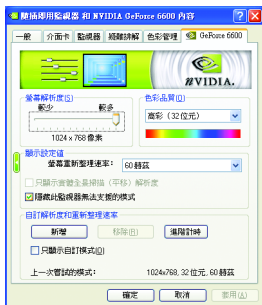 隨插即用監視器 和 NVIDIA GeForce 6600 內容
一般 介面卡 監視器 疑難排解 色彩管理 GeForce 6600
NVIDIA.
螢幕解析度(S)
較少 較多
1024 x 768 像素
色彩品質(Q)
高彩（32 位元）
顯示設定值
螢幕重新整理速率： 60 赫茲
只顯示實體全景掃描（平移）解析度
隱藏此監視器無法支援的模式
自訂解析度和重新整理速率
新增 移除(R) 進階計時
只顯示自訂模式(O)
上一次嘗試的模式： 1024x768, 32 位元, 60 赫茲
確定 取消 套用(A)